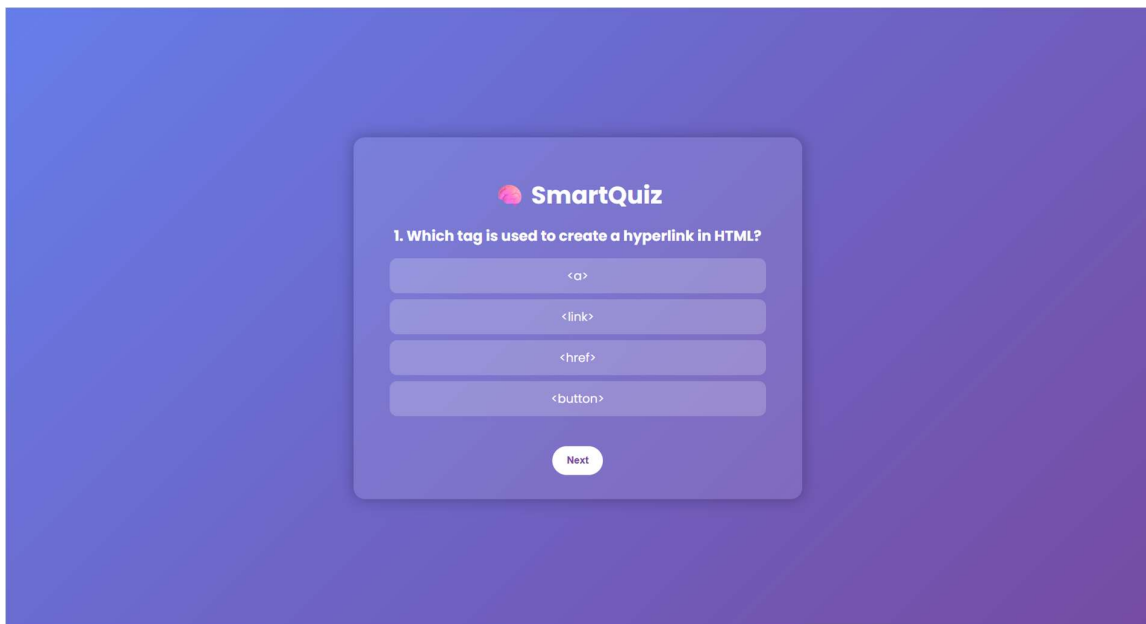 SmartQuiz
1. Which tag is used to create a hyperlink in HTML?
<a>
<link>
<href>
<button>
Next